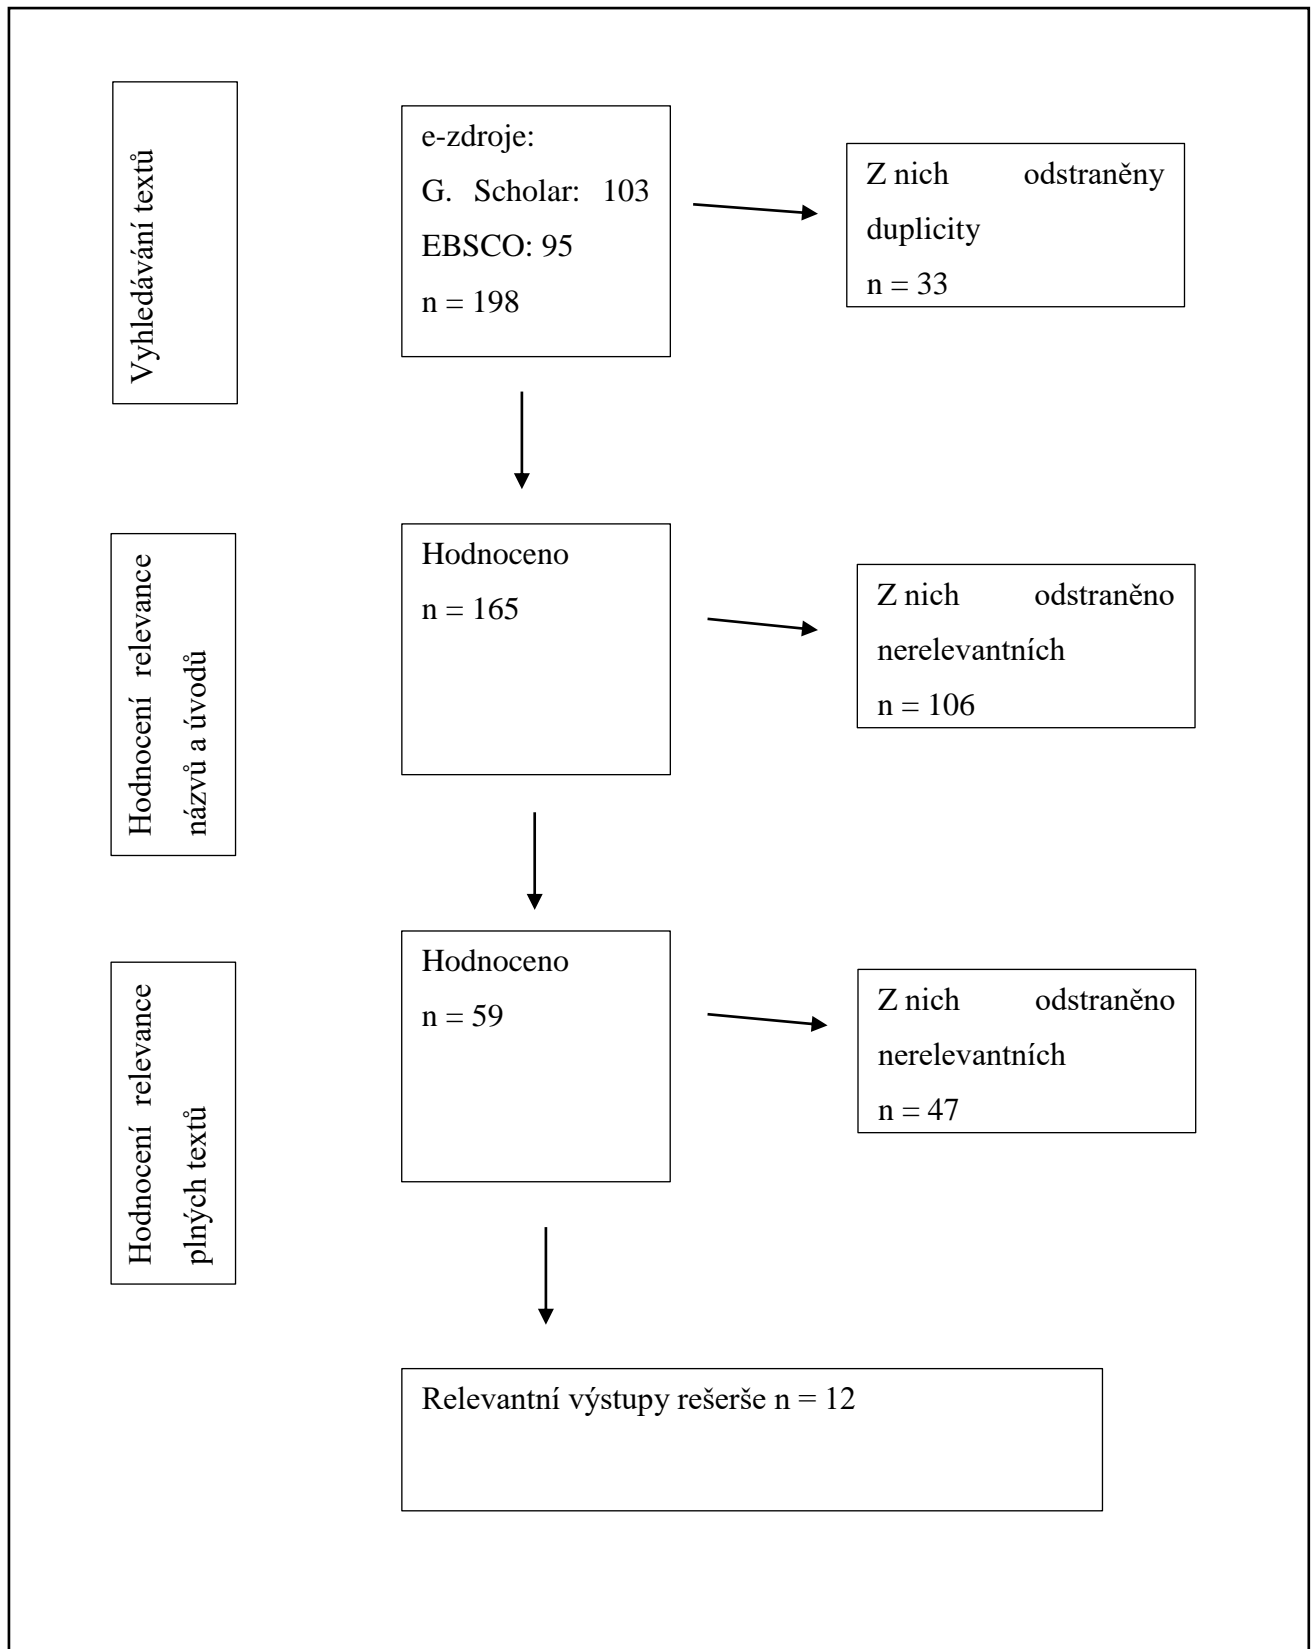 Vyhledávání textů
e-zdroje:
G. Scholar: 103
EBSCO: 95
n = 198
Z nich odstraněny
duplicity
n = 33
Hodnocení relevance
názvů a úvodů
Hodnoceno
n = 165
Z nich odstraněno
nerelevantních
n = 106
Hodnocení relevance
plných textů
Hodnoceno
n = 59
Z nich odstraněno
nerelevantních
n = 47
Relevantní výstupy rešerše n = 12